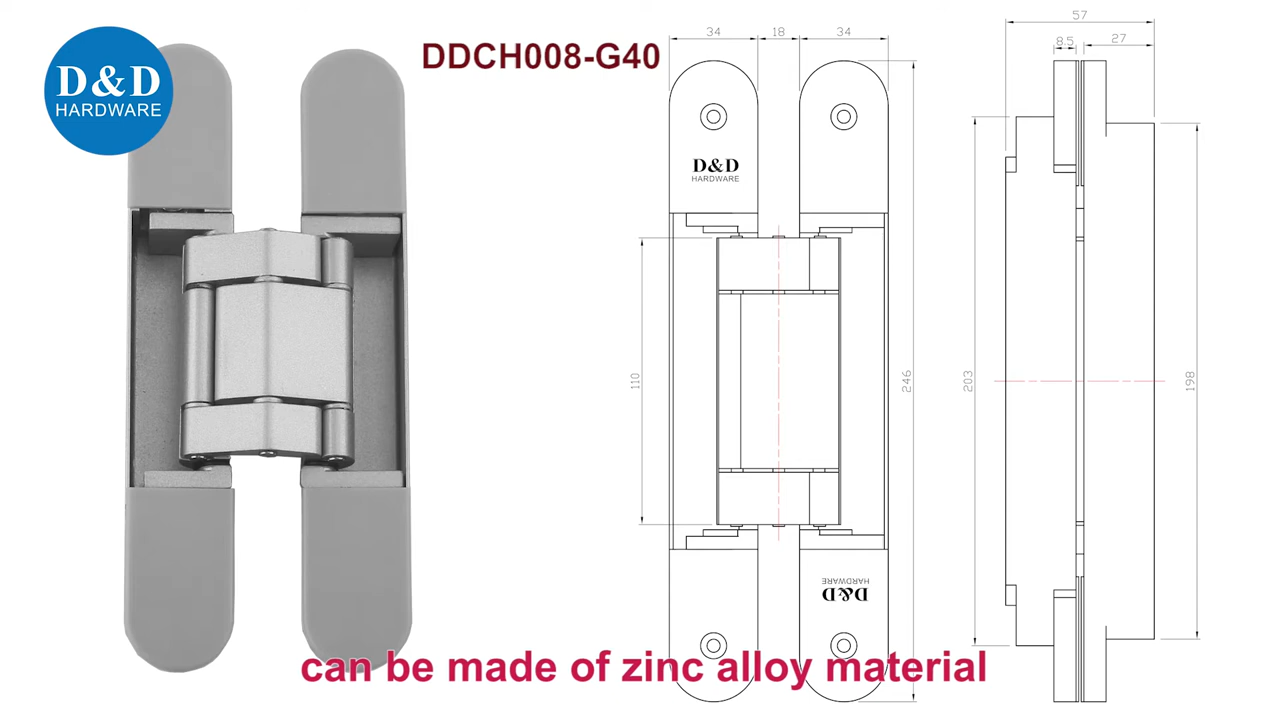 D&D
HARDWARE
DDCH008-G40
34
18
34
57
8.5
27
D&D
HARDWARE
110
246
203
198
D&D
HARDWARE
can be made of zinc alloy material